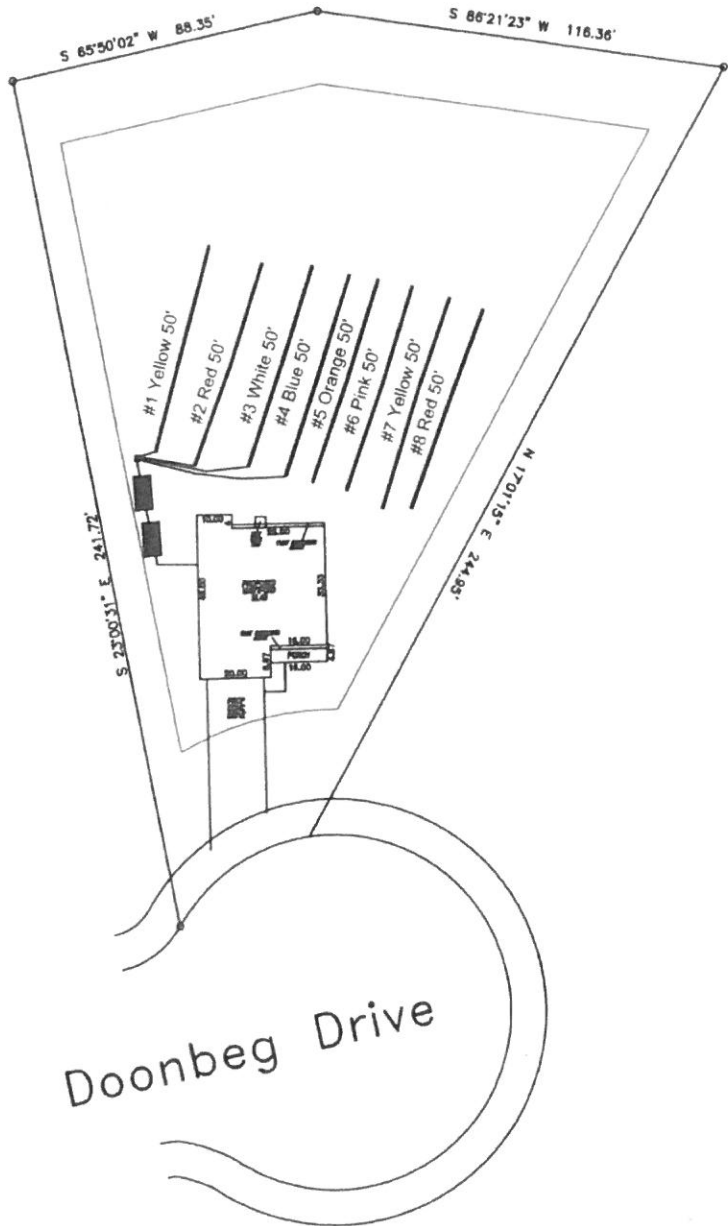 S 65°50'02" W 88.35'
S 86°21'23" W 116.36'
#1 Yellow 50'
#2 Red 50'
#3 White 50'
#4 Blue 50'
#5 Orange 50'
#6 Pink 50'
#7 Yellow 50'
#8 Red 50'
S 23°00'31" E 241.72'
N 17°01'15" E 244.95'
16.00
PORCH
16.00
20.00
Doonbeg Drive